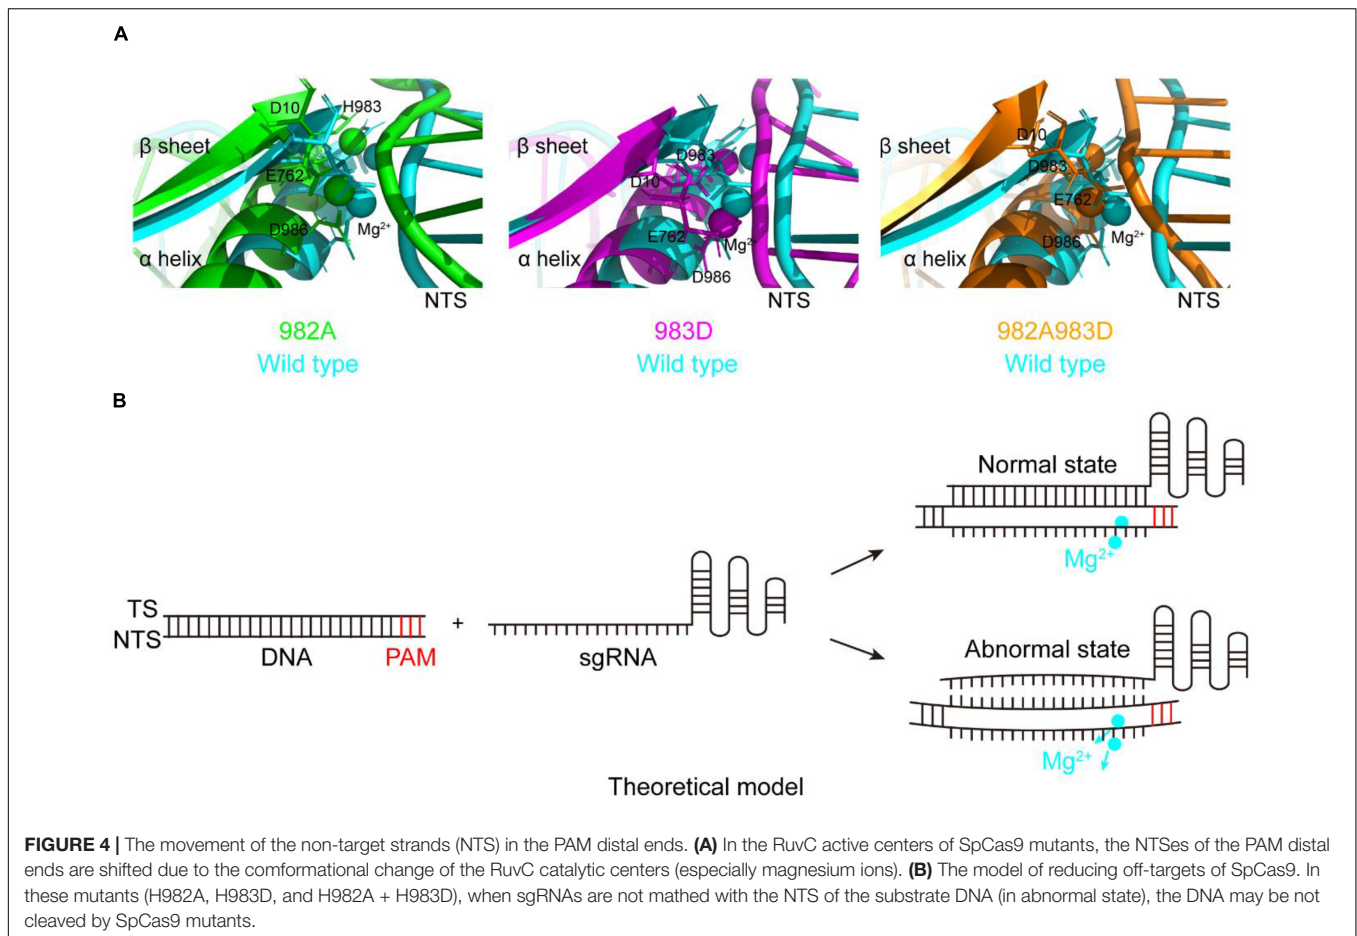 A
D10
H983
β sheet
E762
D986
Mg²⁺
α helix
NTS
982A
Wild type
β sheet
D983
D10
E762
Mg²
D986
α helix
NTS
983D
Wild type
β sheet
D10
D983
E762
D986
Mg²⁺
α helix
NTS
982A983D
Wild type
B
Normal state
Mg²⁺
TS
NTS
DNA
PAM
+
sgRNA
Abnormal state
Mg²⁺
Theoretical model
FIGURE 4 | The movement of the non-target strands (NTS) in the PAM distal ends. (A) In the RuvC active centers of SpCas9 mutants, the NTSes of the PAM distal
ends are shifted due to the comformational change of the RuvC catalytic centers (especially magnesium ions). (B) The model of reducing off-targets of SpCas9. In
these mutants (H982A, H983D, and H982A + H983D), when sgRNAs are not mathed with the NTS of the substrate DNA (in abnormal state), the DNA may be not
cleaved by SpCas9 mutants.